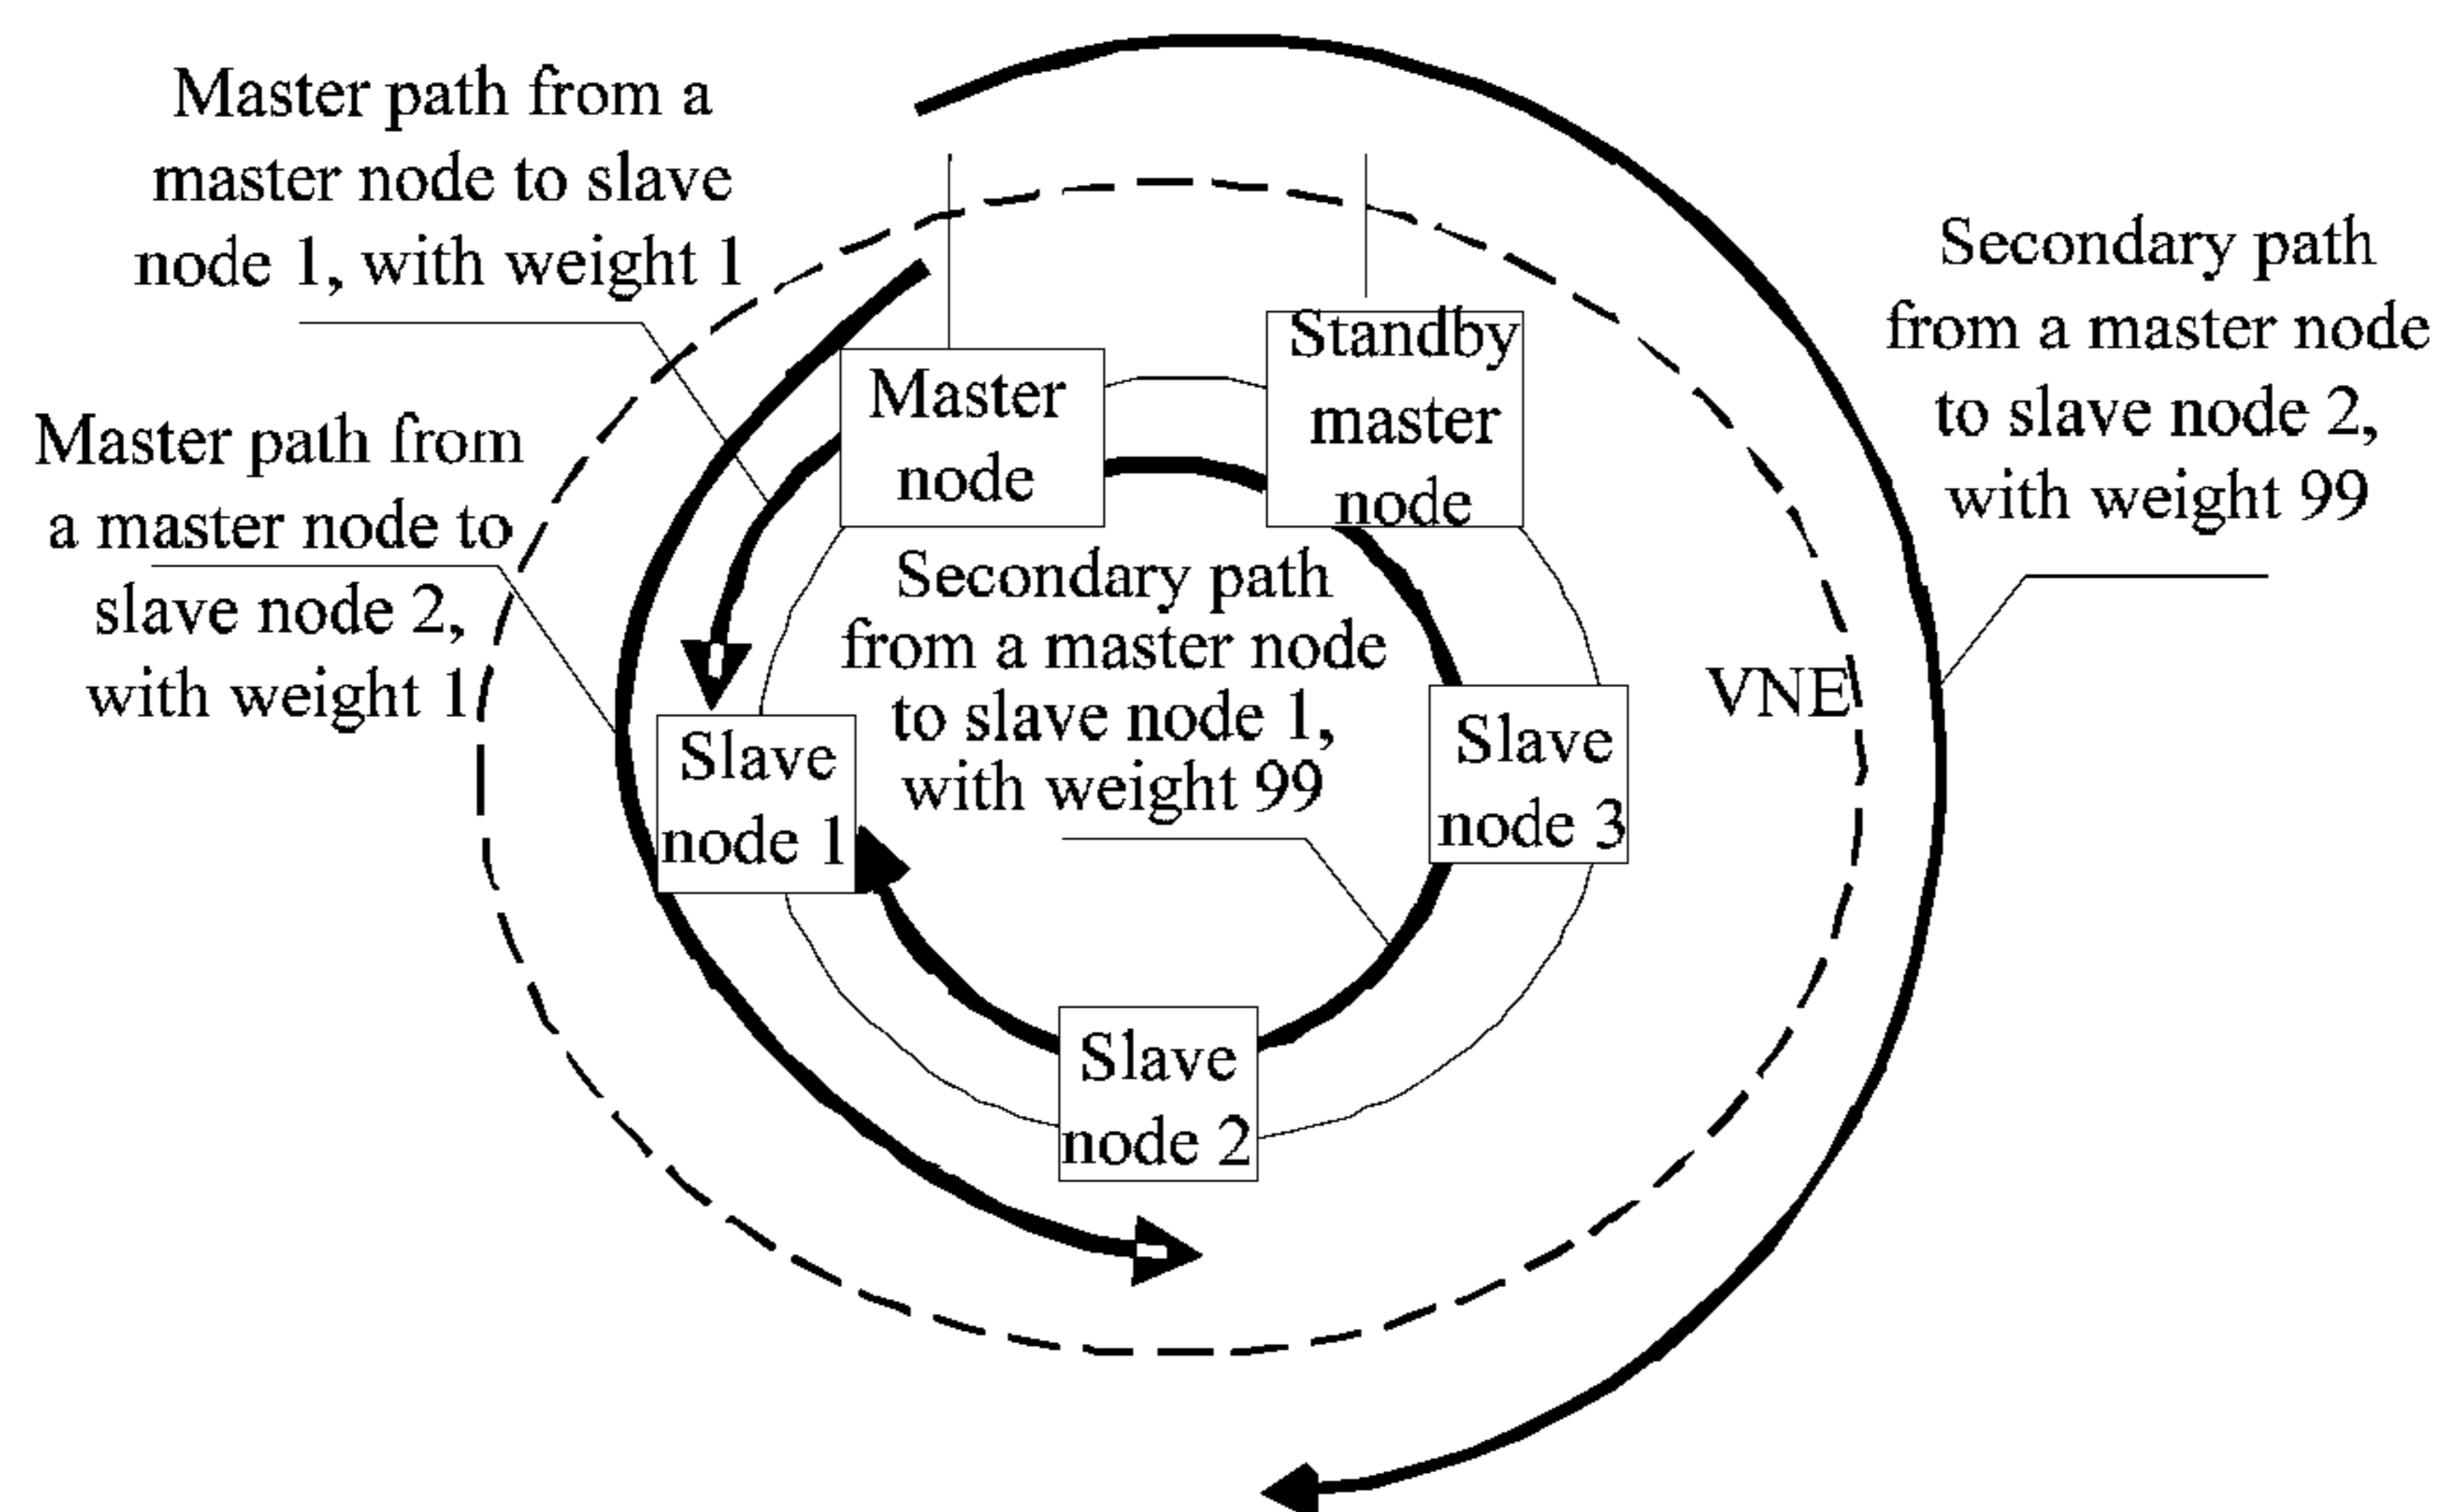 Master path from a
master node to slave
node 1, with weight 1
Master path from
a master node to
slave node 2,
with weight 1
Master
node
Standby
master
node
Secondary path
from a master node
to slave node 2,
with weight 99
Secondary path
from a master node
to slave node 1,
with weight 99
VNE
Slave
node 1
Slave
node 3
Slave
node 2